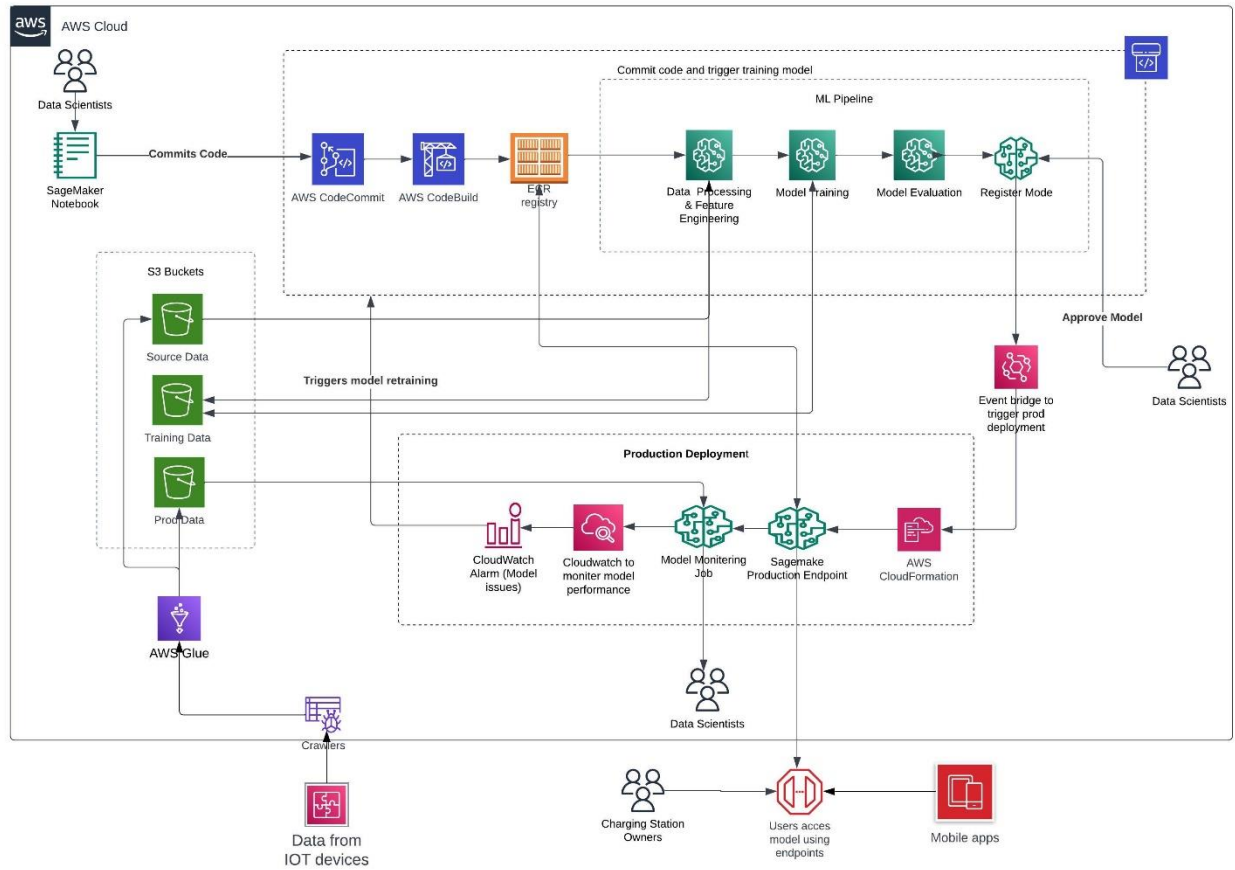 aws
AWS Cloud
Data Scientists
SageMaker
Notebook
Commits Code
Commit code and trigger training model
ML Pipeline
AWS CodeCommit
AWS CodeBuild
ECR
registry
Data Processing
& Feature
Engineering
Model Training
Model Evaluation
Register Mode
S3 Buckets
Source Data
Training Data
Prod Data
Triggers model retraining
Approve Model
Data Scientists
Event bridge to
trigger prod
deployment
Production Deployment
CloudWatch
Alarm (Model
issues)
Cloudwatch to
moniter model
performance
Model Monitering
Job
Sagemake
Production Endpoint
AWS
CloudFormation
AWS Glue
Data Scientists
Crawlers
Data from
IOT devices
Charging Station
Owners
Users acces
model using
endpoints
Mobile apps